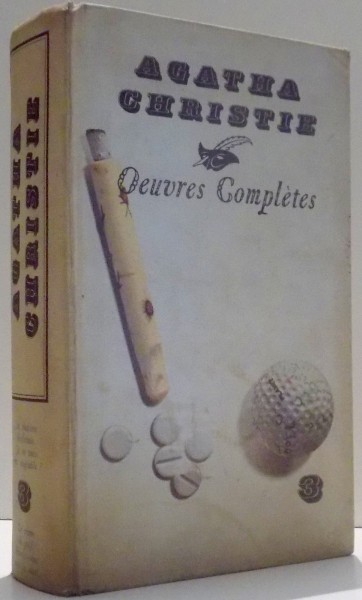 AGATHA
CHRISTIE
Oeuvres Complètes
3
AGATHA
CHRISTIE
3